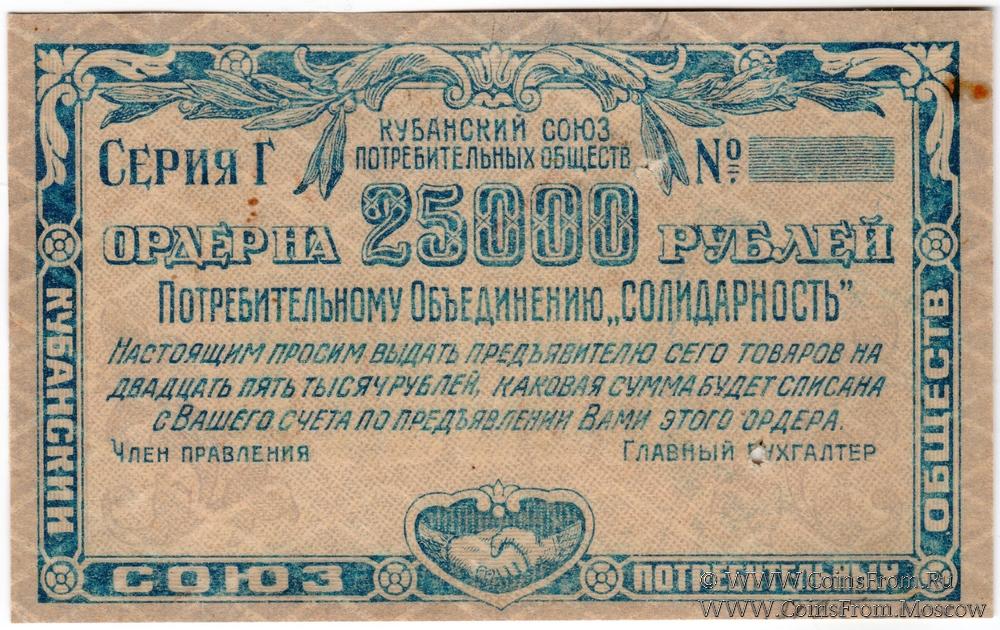 КУБАНСКИЙ СОЮЗ
ПОТРЕБИТЕЛЬНЫХ ОБЩЕСТВ
СЕРИЯ Г
№
ОРДЕР НА 25000 РУБЛЕЙ
ПОТРЕБИТЕЛЬНОМУ ОБЪЕДИНЕНИЮ „СОЛИДАРНОСТЬ"
НАСТОЯЩИМ ПРОСИМ ВЫДАТЬ ПРЕДЪЯВИТЕЛЮ СЕГО ТОВАРОВ НА
ДВАДЦАТЬ ПЯТЬ ТЫСЯЧ РУБЛЕЙ, КАКОВАЯ СУММА БУДЕТ СПИСАНА
С ВАШЕГО СЧЕТА ПО ПРЕДЪЯВЛЕНИИ ВАМИ ЭТОГО ОРДЕРА.
ЧЛЕН ПРАВЛЕНИЯ
ГЛАВНЫЙ БУХГАЛТЕР
КУБАНСКИЙ
СОЮЗ
ОБЩЕСТВ
© WWW.CoinsFrom.Ru
WWW.CoinsFrom.Moscow